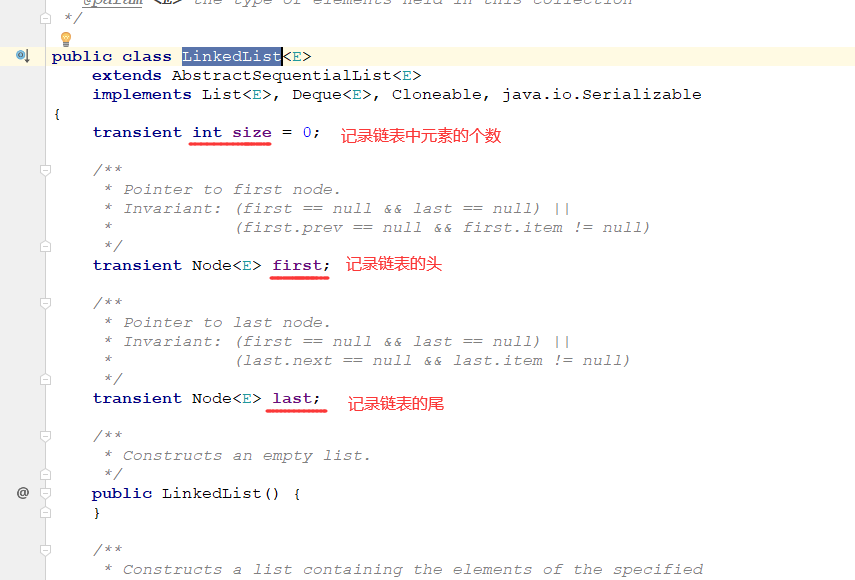 @param <E> the type of elements held in this collection
*/
public class LinkedList<E>
extends AbstractSequentialList<E>
implements List<E>, Deque<E>, Cloneable, java.io.Serializable
{
transient int size = 0; 记录链表中元素的个数
/**
* Pointer to first node.
* Invariant: (first == null && last == null) ||
* (first.prev == null && first.item != null)
*/
transient Node<E> first; 记录链表的头
/**
* Pointer to last node.
* Invariant: (first == null && last == null) ||
* (last.next == null && last.item != null)
*/
transient Node<E> last; 记录链表的尾
/**
* Constructs an empty list.
*/
@ public LinkedList() {
}
/**
* Constructs a list containing the elements of the specified